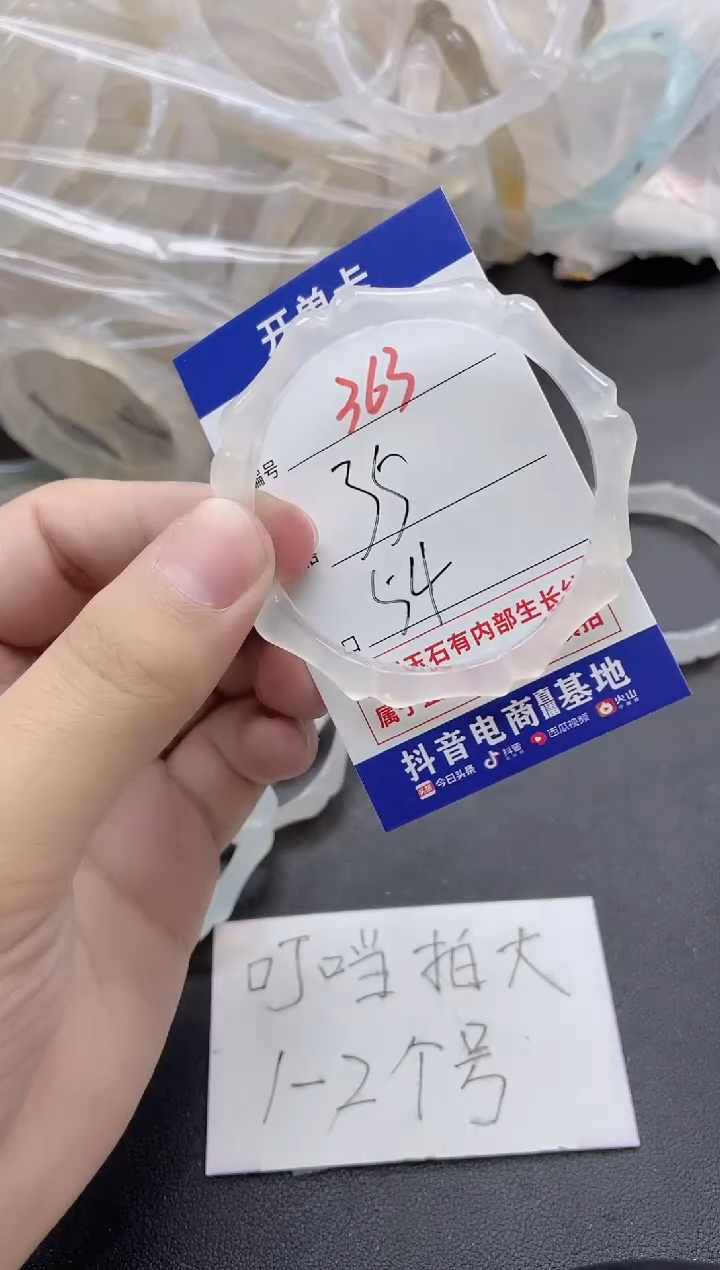 开单卡
363
编号
35
54
玉石有内部生长
抖音电商直播基地
今日头条 抖音 西瓜视频 火山
叮当拍大
1-2个号